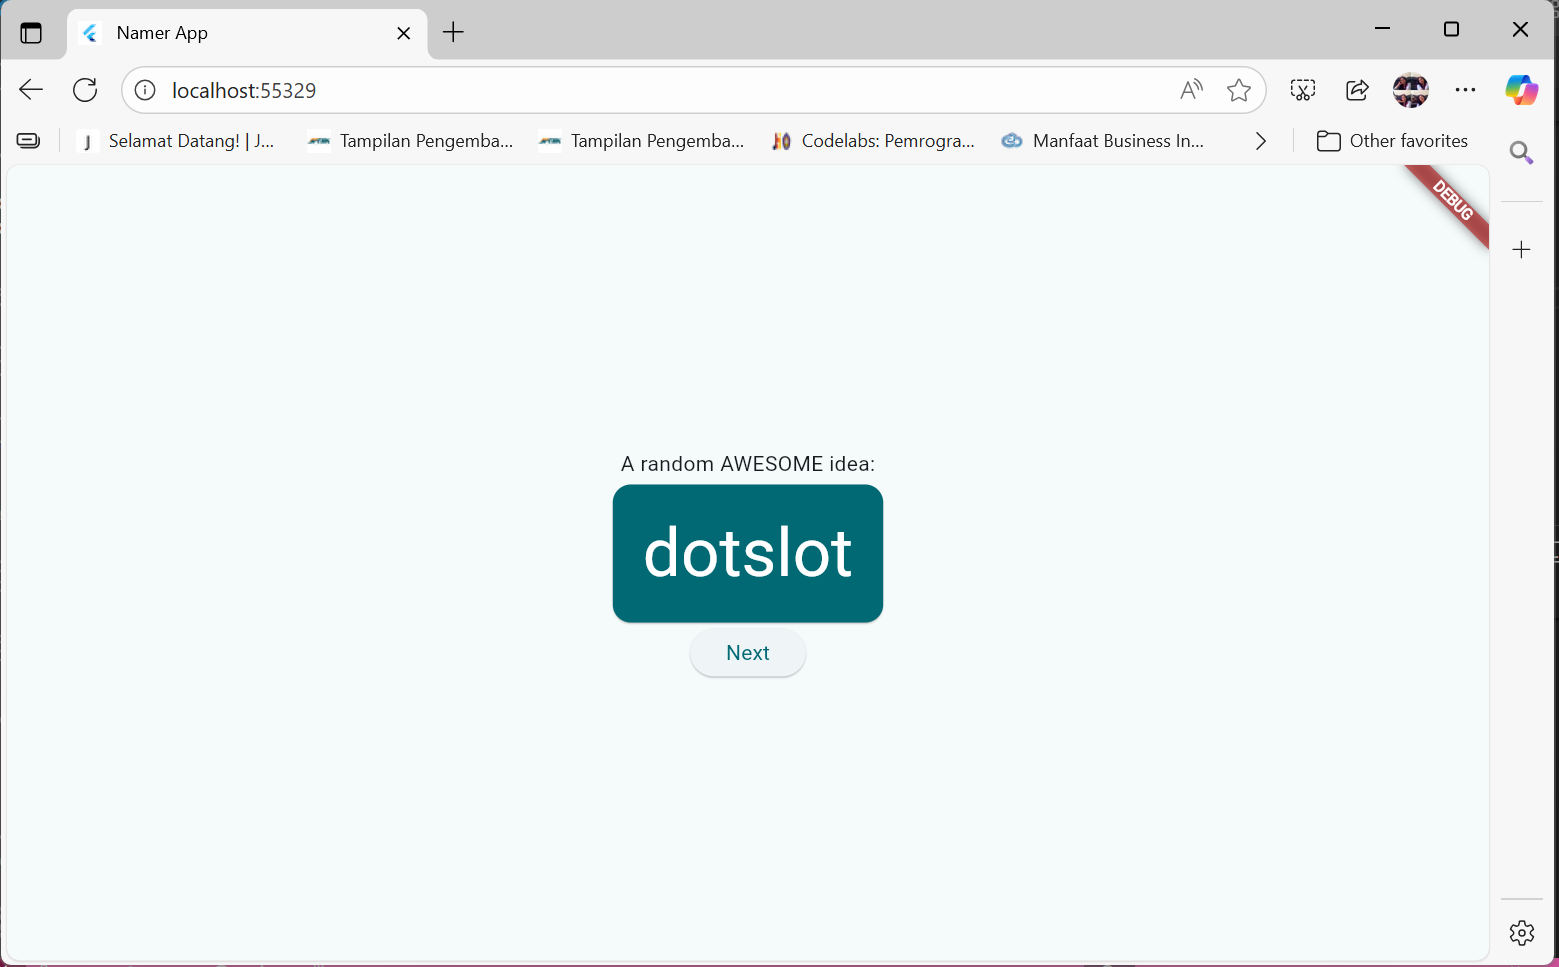 Namer App
localhost:55329
Selamat Datang! | J... Tampilan Pengemba... Tampilan Pengemba... Codelabs: Pemrogra... Manfaat Business In... Other favorites
DEBUG
A random AWESOME idea:
dotslot
Next